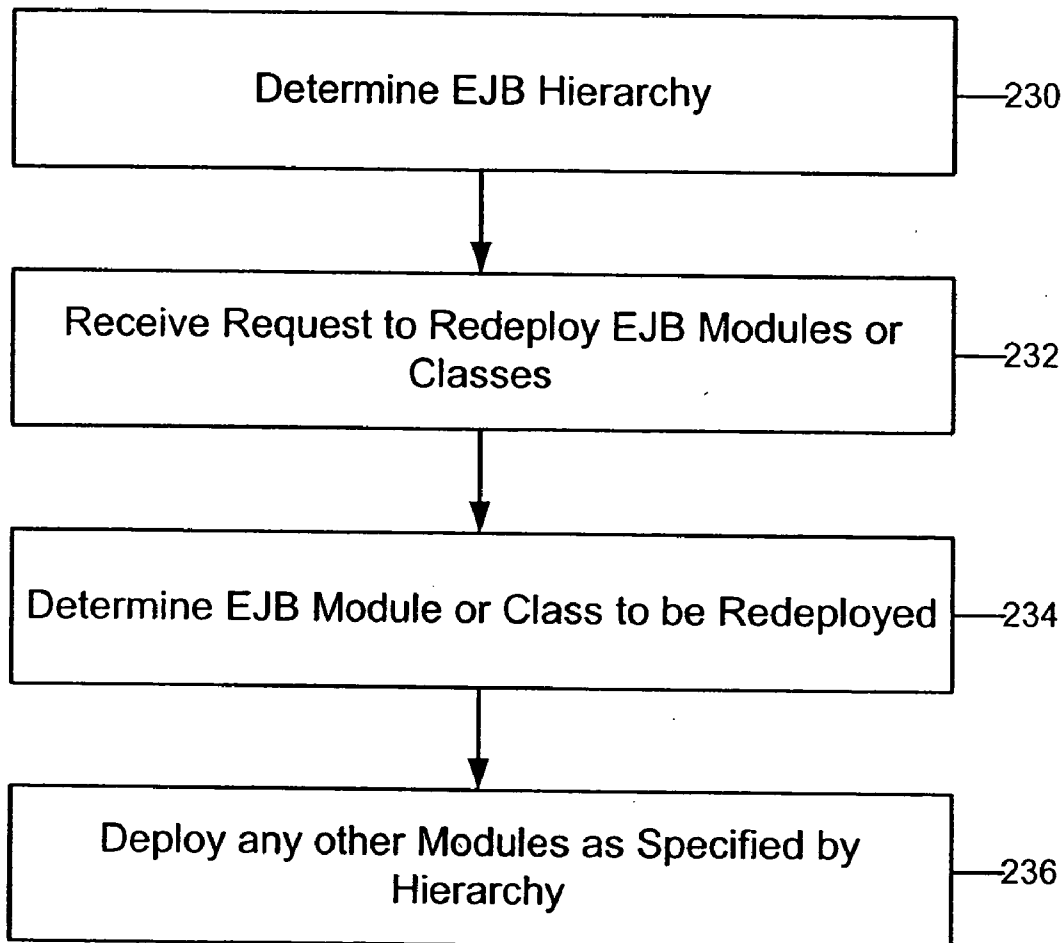 Determine EJB Hierarchy
230
Receive Request to Redeploy EJB Modules or
Classes
232
Determine EJB Module or Class to be Redeployed
234
Deploy any other Modules as Specified by
Hierarchy
236